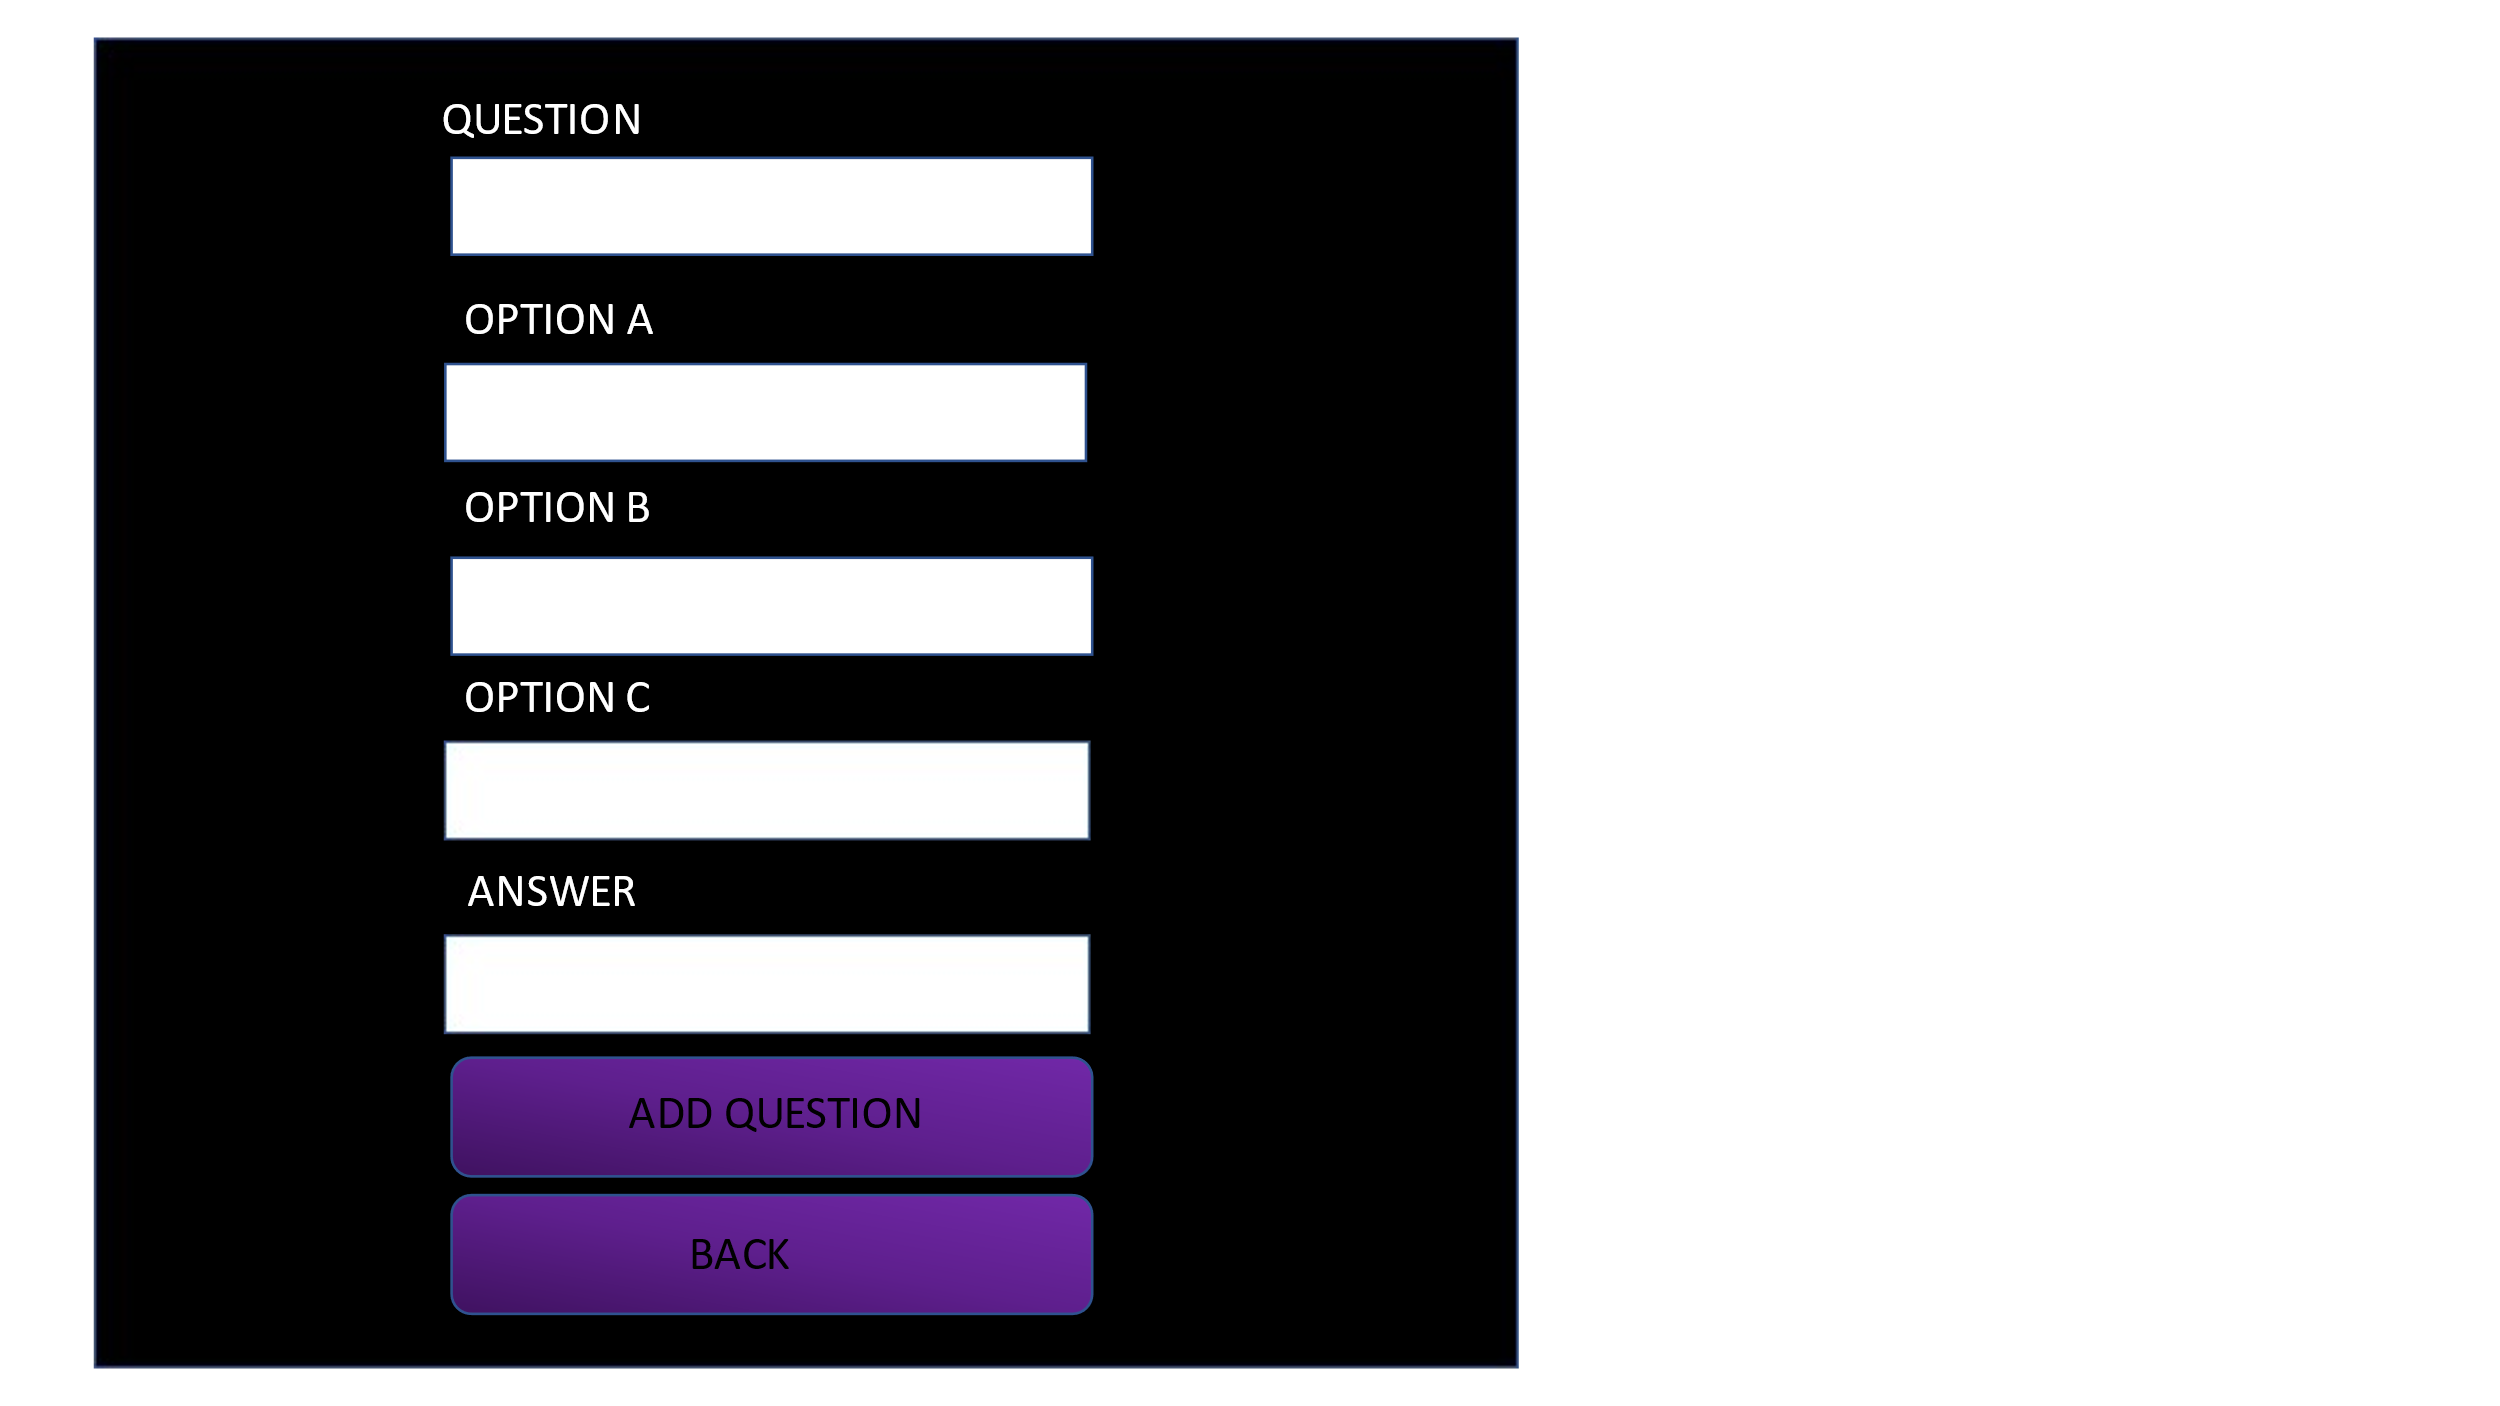 QUESTION
OPTION A
OPTION B
OPTION C
ANSWER
ADD QUESTION
BACK